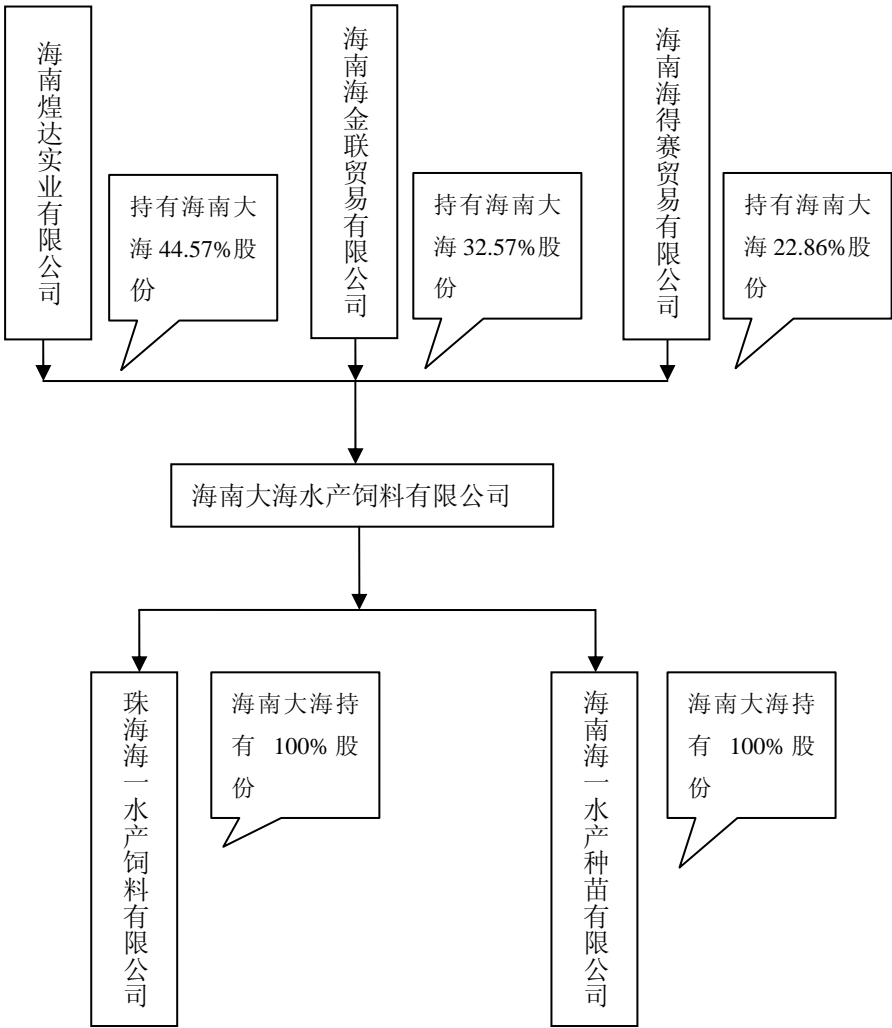 海南煌达实业有限公司
持有海南大
海 44.57%股
份
海南海金联贸易有限公司
持有海南大
海 32.57%股
份
海南海得赛贸易有限公司
持有海南大
海 22.86%股
份
海南大海水产饲料有限公司
珠海海一水产饲料有限公司
海南大海持
有 100% 股
份
海南海一水产种苗有限公司
海南大海持
有 100% 股
份